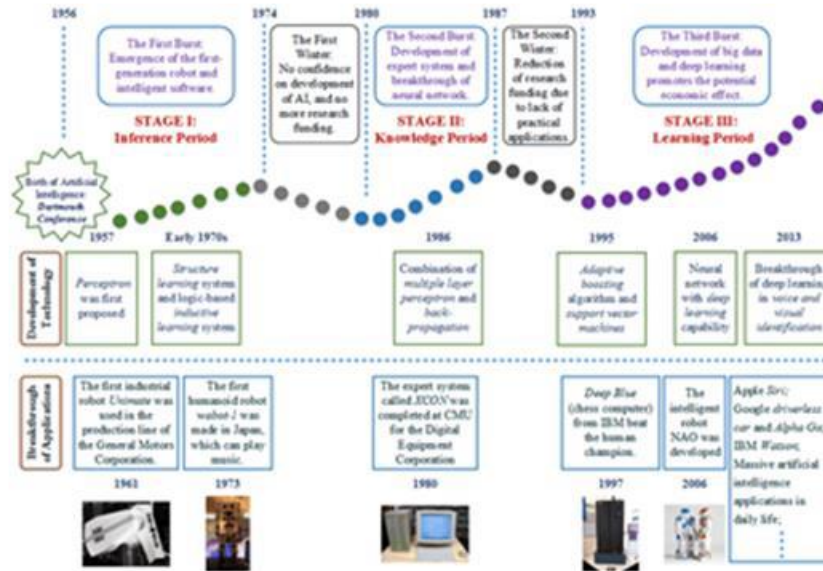 1956
1974
1980
1987
1993
The First Burst:
Emergence of the first-
generation robot and
intelligent software.
The First
Winter:
No confidence
on development
of AI, and no
more research
funding.
The Second Burst:
Development of
expert system and
breakthrough of
neural network.
The Second
Winter:
Reduction
of research
funding due
to lack of
practical
applications.
The Third Burst:
Development of big data
and deep learning
promotes the potential
economic effect.
STAGE I:
Inference Period
STAGE II:
Knowledge Period
STAGE III:
Learning Period
Birth of Artificial
Intelligence:
Dartmouth
Conference
1957
Early 1970s
1986
1995
2006
2013
Development of
Technology
Perceptron
was first
proposed
Structure
learning system
and logic-based
inductive
learning system
Combination of
multiple layer
perceptron and
back-
propagation
Adaptive
boosting
algorithm and
support vector
machines
Neural
network
with deep
learning
capability
Breakthrough
of deep learning
in voice and
visual
identification
Breakthrough
of Applications
The first industrial
robot Unimate was
used in the
production line of
the General Motors
Corporation.
The first
humanoid robot
wabot-1 was
made in Japan,
which can play
music.
The expert system
called XCON was
completed at CMU
for the Digital
Equipment
Corporation
Deep Blue
(chess computer)
from IBM beat
the human
champion.
The
intelligent
robot
NAO was
developed
Apple Siri;
Google driverless
car and Alpha Go;
IBM Watson;
Massive artificial
intelligence
applications in
daily life;
1961
1973
1980
1997
2006